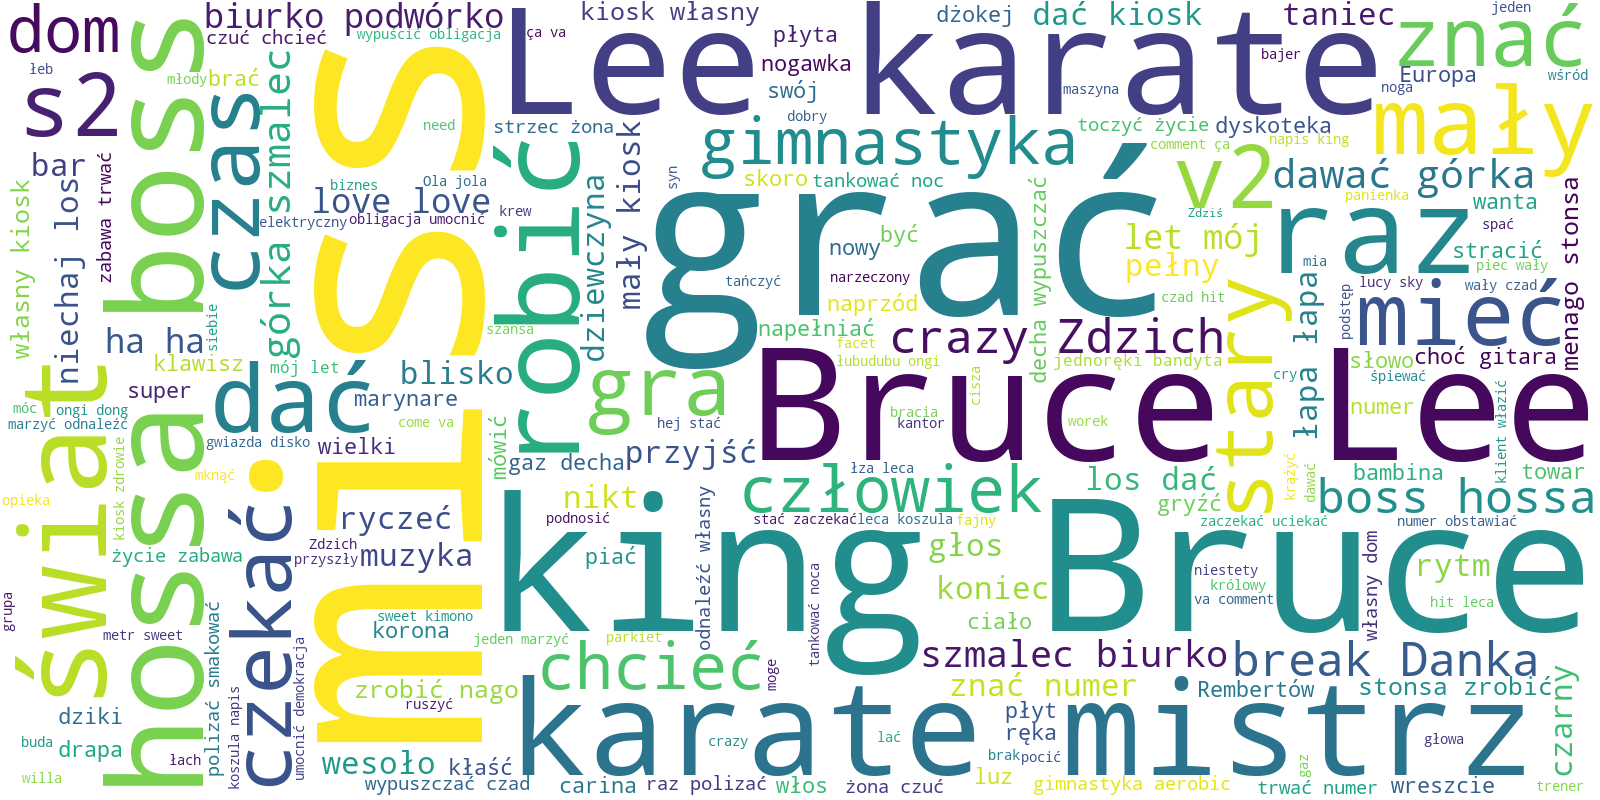 dom
biurko podwórko
czuć chcieć
wypuścić obligacja
Lee karate
ça va
kiosk własny
płyta
nogawka
swój
dobry
dżokej
dać kiosk
maszyna
taniec
bajer
znać
jeden
Europa
wśród
noga
łeb
młody
brać
s2
hossa boss
czas
górka szmalec
miSS
need
strzec żona
mały kiosk
gimnastyka
toczyć życie
dyskoteka
comment ça
napis king
mały
bar
własny kiosk
niechaj los
zabawa trwać
biznes
Ola jola
love love
elektryczny
obligacja umocnić
krew
robić
dziewczyna
syn
skoro
tankować noc
grać
v2
Zdziś
dawać górka
panienka
wanta
decha wypuszczać
let mój
pełny
raz
spać
stracić
piec wały
menago stonsa
nowy
być
tańczyć
narzeczony
naprzód
czad hit
mia
lucy sky
wały czad
podstęp
mieć
ha ha
siebie
szansa
napełniać
crazy Zdzich
facet
łubudubu ongi
jednoręki bandyta
stary
łapa łapa
słowo
choć gitara
śpiewać
cry
klawisz
mój let
super
świat
dać
blisko
marynare
gra
Bruce Lee
cisza
bracia
kantor
worek
numer
móc
ongi dong
marzyć odnaleźć
gwiazda disko
come va
hej stać
mówić
wielki
przyjść
gaz decha
kiosk zdrowie
mknąć
łza leca
los dać
gryźć
krążyć
dawać
bambina
klient włazić
towar
opieka
nikt
człowiek
boss hossa
czekać
ryczeć
podnosić
odnaleźć własny
stać zaczekać
leca koszula
fajny
zaczekać uciekać
numer obstawiać
życie zabawa
Zdzich
przyszły
muzyka
piać
king Bruce
głos
koniec
ciało
niestety
królowy
va comment
własny dom
rytm
hit leca
grupa
metr sweet
polizać smakować
umocnić demokracja
sweet kimono
korona
jeden marzyć
parkiet
tankować noca
chcieć
moge
szmalec biurko
break Danka
dziki
koszula napis
zrobić nago
ruszyć
znać numer
Rembertów
stonsa zrobić
czarny
buda
drapa
łach
willa
wesoło
kłaść
karate mistrz
crazy
lać
płyt
ręka
brak
pocić
głowa
luz
gaz
wypuszczać czad
carina
raz polizać
włos
żona czuć
gimnastyka aerobic
trwać numer
wreszcie
trener